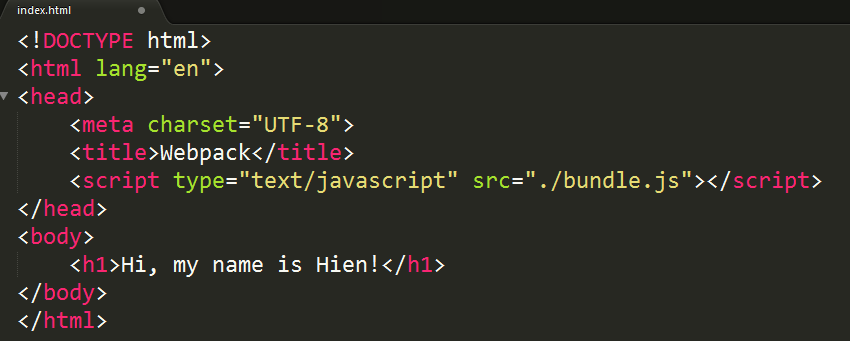 index.html
<!DOCTYPE html>
<html lang="en">
<head>
    <meta charset="UTF-8">
    <title>Webpack</title>
    <script type="text/javascript" src="./bundle.js"></script>
</head>
<body>
    <h1>Hi, my name is Hien!</h1>
</body>
</html>